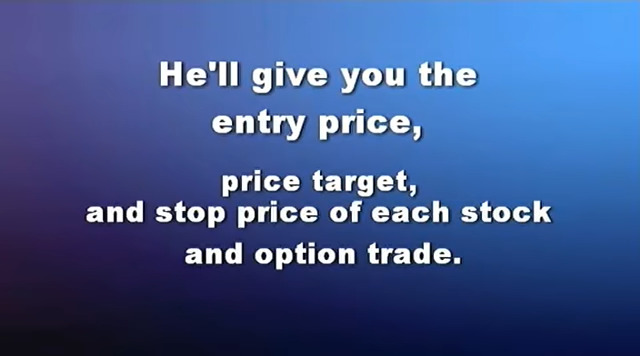 He'll give you the
entry price,
price target,
and stop price of each stock
and option trade.